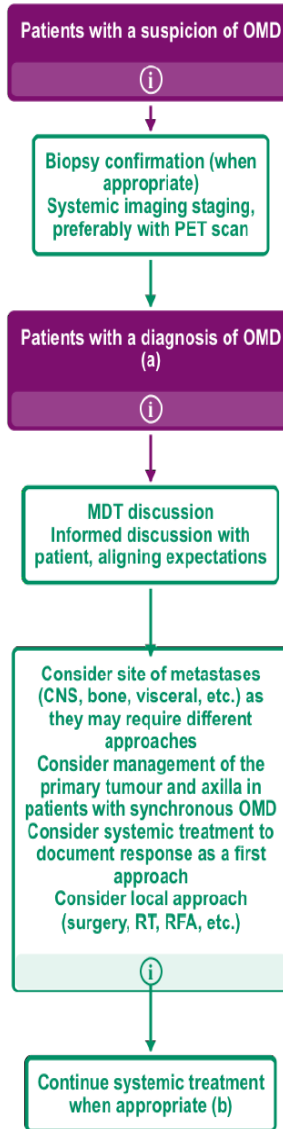 Patients with a suspicion of OMD
i
Biopsy confirmation (when
appropriate)
Systemic imaging staging,
preferably with PET scan
Patients with a diagnosis of OMD
(a)
i
MDT discussion
Informed discussion with
patient, aligning expectations
Consider site of metastases
(CNS, bone, visceral, etc.) as
they may require different
approaches
Consider management of the
primary tumour and axilla in
patients with synchronous OMD
Consider systemic treatment to
document response as a first
approach
Consider local approach
(surgery, RT, RFA, etc.)
i
Continue systemic treatment
when appropriate (b)